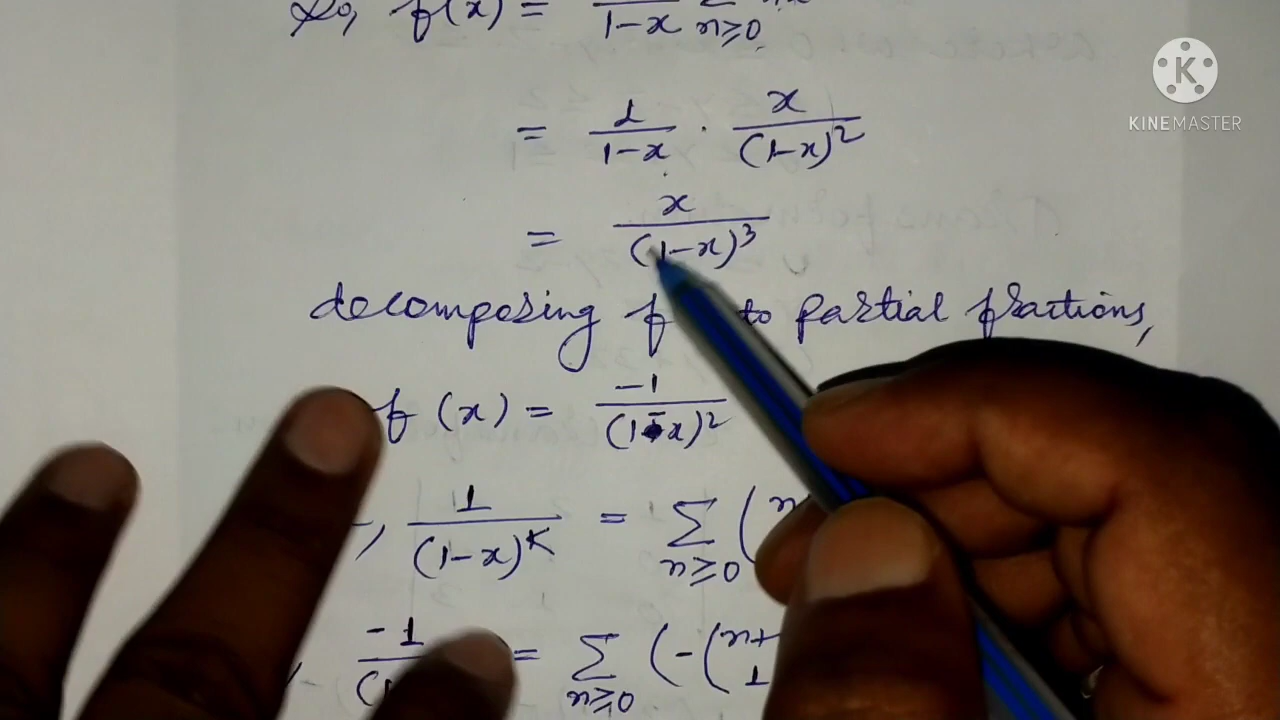 So, f(x) = 1-x Σ n≥0
= 1/(1-x) · x/(1-x)²
= x/(1-x)³
decomposing f to partial fractions,
f(x) = -1/(1-x)²
, 1/(1-x)^k = Σ n≥0 (n
-1 = Σ n≥0 (-) (n+ 1
K
KINEMASTER